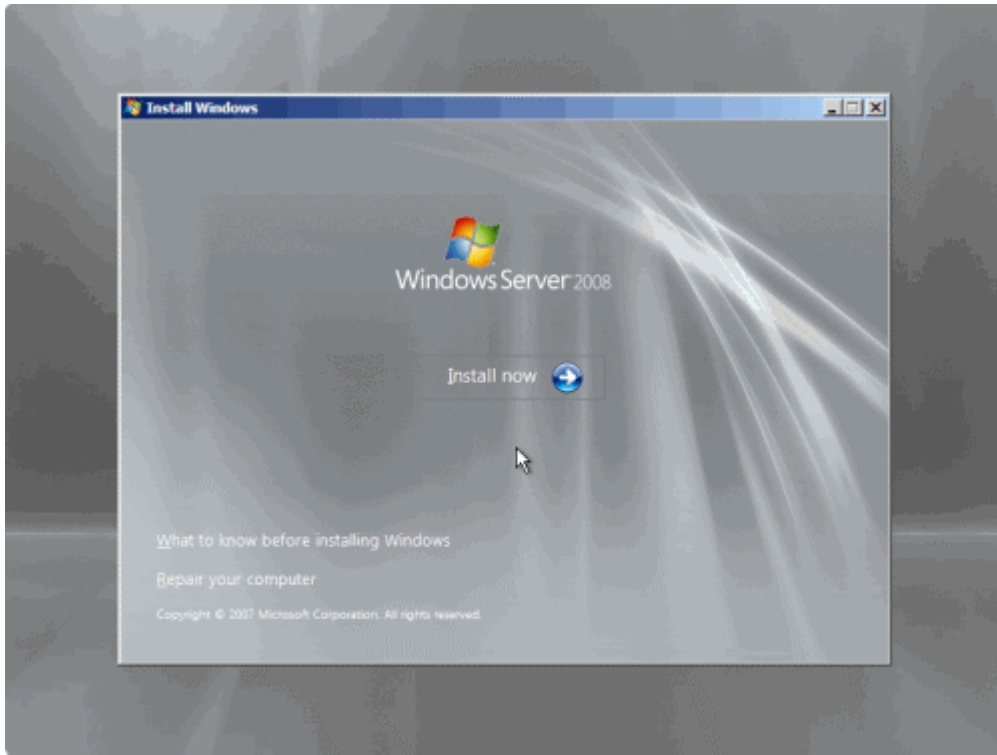 Install Windows
Windows Server 2008
Install now
What to know before installing Windows
Repair your computer
Copyright © 2007 Microsoft Corporation. All rights reserved.